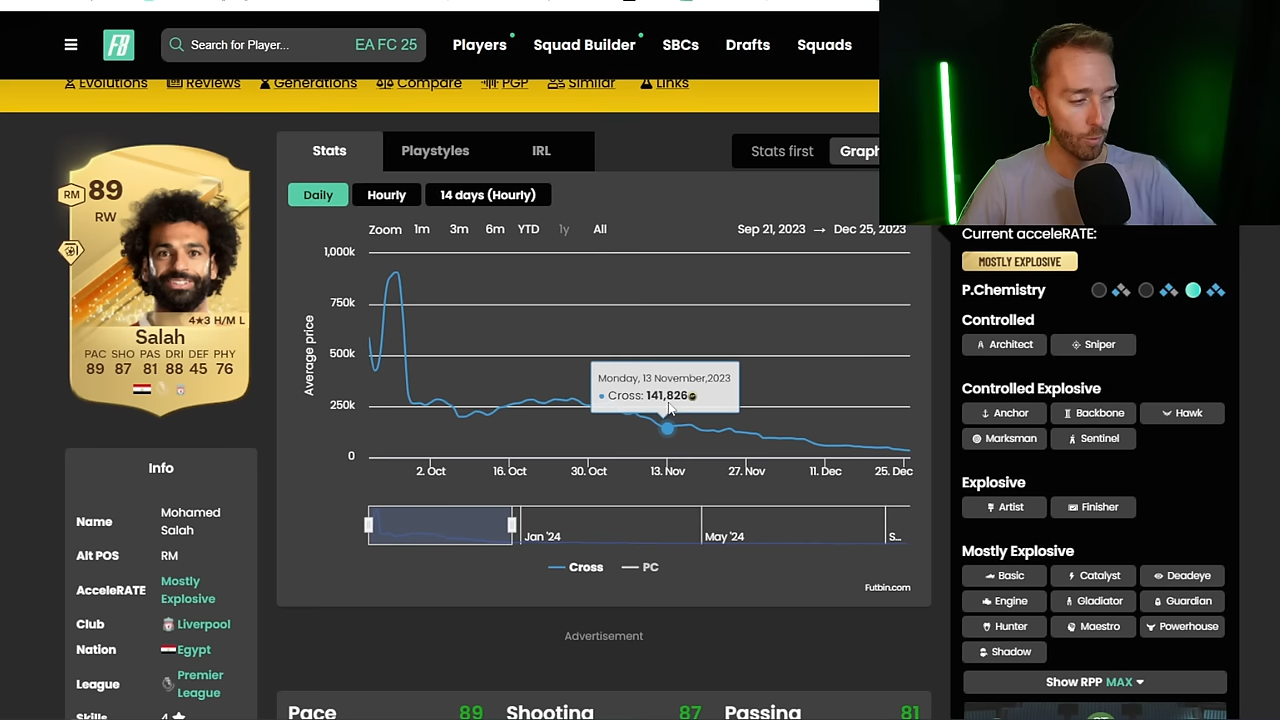 F8
Search for Player...
EA FC 25
Players
Squad Builder
SBCs
Drafts
Squads
Evolutions
Reviews
Generations
Compare
PGP
Similar
Links
RM
89
RW
4★3 H/M L
Salah
PAC SHO PAS DRI DEF PHY
89 87 81 88 45 76
Stats
Playstyles
IRL
Stats first
Graph
Daily
Hourly
14 days (Hourly)
Zoom 1m 3m 6m YTD 1y All
Sep 21, 2023 → Dec 25, 2023
Average price
1,000k
750k
500k
250k
0
Monday, 13 November,2023
• Cross: 141,826
2. Oct
16. Oct
30. Oct
13. Nov
27. Nov
11. Dec
25. Dec
Jan '24
May '24
S...
Cross
PC
Futbin.com
Advertisement
Pace 89
Shooting 87
Passing 81
Info
Name Mohamed
Salah
Alt POS RM
AcceleRATE Mostly
Explosive
Club Liverpool
Nation Egypt
League Premier
League
Skills 4 ★
Current acceleRATE:
MOSTLY EXPLOSIVE
P.Chemistry
Controlled
Architect
Sniper
Controlled Explosive
Anchor
Backbone
Hawk
Marksman
Sentinel
Explosive
Artist
Finisher
Mostly Explosive
Basic
Catalyst
Deadeye
Engine
Gladiator
Guardian
Hunter
Maestro
Powerhouse
Shadow
Show RPP MAX